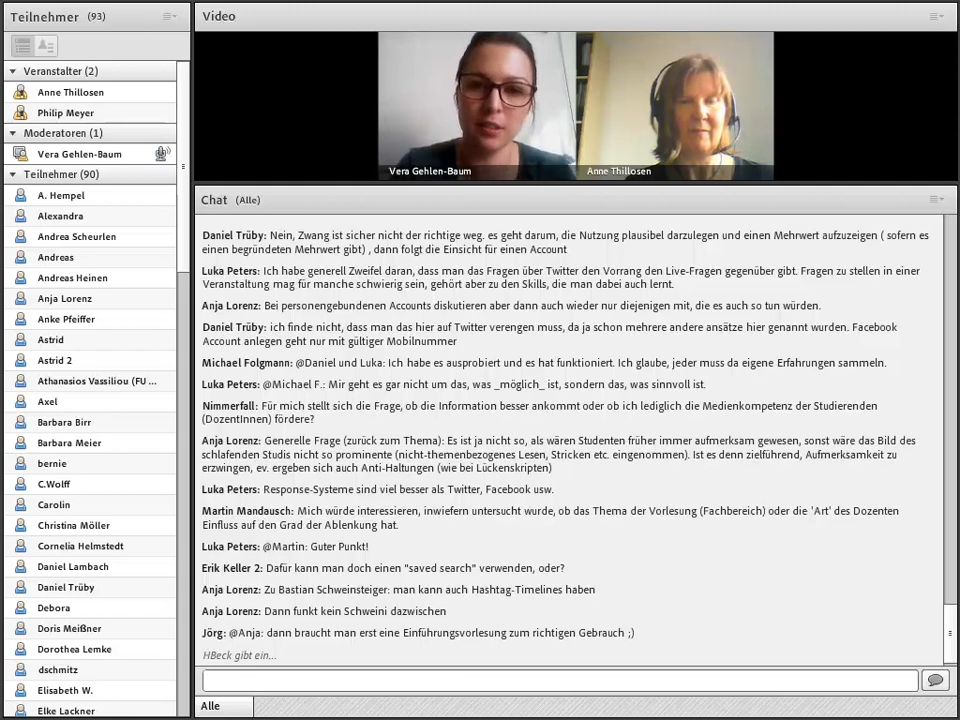 Teilnehmer (93)
Veranstalter (2)
Anne Thillosen
Philip Meyer
Moderatoren (1)
Vera Gehlen-Baum
Teilnehmer (90)
A. Hempel
Alexandra
Andrea Scheurlen
Andreas
Andreas Heinen
Anja Lorenz
Anke Pfeiffer
Astrid
Astrid 2
Athanasios Vassiliou (FU ...
Axel
Barbara Birr
Barbara Meier
bernie
C.Wolff
Carolin
Christina Möller
Cornelia Helmstedt
Daniel Lambach
Daniel Trüby
Debora
Doris Meißner
Dorothea Lemke
dschmitz
Elisabeth W.
Elke Lackner
Video
Vera Gehlen-Baum
Anne Thillosen
Chat (Alle)
Daniel Trüby: Nein, Zwang ist sicher nicht der richtige weg. es geht darum, die Nutzung plausibel darzulegen und einen Mehrwert aufzuzeigen ( sofern es
einen begründeten Mehrwert gibt) , dann folgt die Einsicht für einen Account
Luka Peters: Ich habe generell Zweifel daran, dass man das Fragen über Twitter den Vorrang den Live-Fragen gegenüber gibt. Fragen zu stellen in einer
Veranstaltung mag für manche schwierig sein, gehört aber zu den Skills, die man dabei auch lernt.
Anja Lorenz: Bei personengebundenen Accounts diskutieren aber dann auch wieder nur diejenigen mit, die es auch so tun würden.
Daniel Trüby: ich finde nicht, dass man das hier auf Twitter verengen muss, da ja schon mehrere andere ansätze hier genannt wurden. Facebook
Account anlegen geht nur mit gültiger Mobilnummer
Michael Folgmann: @Daniel und Luka: Ich habe es ausprobiert und es hat funktioniert. Ich glaube, jeder muss da eigene Erfahrungen sammeln.
Luka Peters: @Michael F.: Mir geht es gar nicht um das, was _möglich_ ist, sondern das, was sinnvoll ist.
Nimmerfall: Für mich stellt sich die Frage, ob die Information besser ankommt oder ob ich lediglich die Medienkompetenz der Studierenden
(DozentInnen) fördere?
Anja Lorenz: Generelle Frage (zurück zum Thema): Es ist ja nicht so, als wären Studenten früher immer aufmerksam gewesen, sonst wäre das Bild des
schlafenden Studis nicht so prominente (nicht-themenbezogenes Lesen, Stricken etc. eingenommen). Ist es denn zielführend, Aufmerksamkeit zu
erzwingen, ev. ergeben sich auch Anti-Haltungen (wie bei Lückenskripten)
Luka Peters: Response-Systeme sind viel besser als Twitter, Facebook usw.
Martin Mandausch: Mich würde interessieren, inwiefern untersucht wurde, ob das Thema der Vorlesung (Fachbereich) oder die 'Art' des Dozenten
Einfluss auf den Grad der Ablenkung hat.
Luka Peters: @Martin: Guter Punkt!
Erik Keller 2: Dafür kann man doch einen "saved search" verwenden, oder?
Anja Lorenz: Zu Bastian Schweinsteiger: man kann auch Hashtag-Timelines haben
Anja Lorenz: Dann funkt kein Schweini dazwischen
Jörg: @Anja: dann braucht man erst eine Einführungsvorlesung zum richtigen Gebrauch ;)
HBeck gibt ein...
Alle